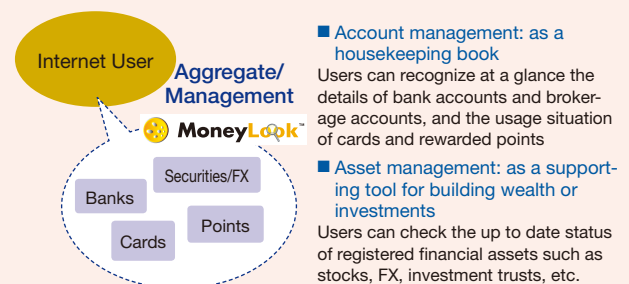 Internet User
Aggregate/
Management
MoneyLook™
Securities/FX
Banks
Points
Cards
■ Account management: as a
housekeeping book
Users can recognize at a glance the
details of bank accounts and broker-
age accounts, and the usage situation
of cards and rewarded points
■ Asset management: as a support-
ing tool for building wealth or
investments
Users can check the up to date status
of registered financial assets such as
stocks, FX, investment trusts, etc.